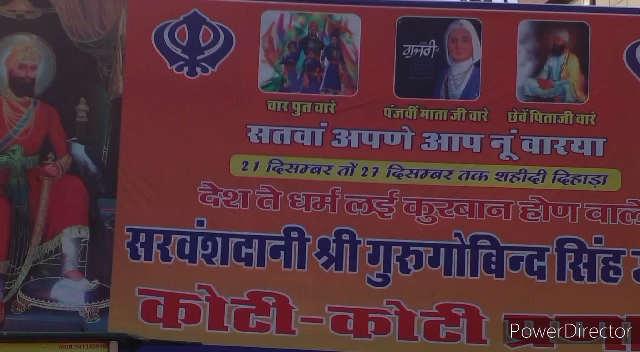 गुजरी
चार पुत वारे
पंजवीं माता जी वारे
छेवें पिताजी वारे
सतवां अपणे आप नूं वारया
21 दिसम्बर तों 27 दिसम्बर तक शहीदी दिहाड़ा
देश ते धर्म लई कुरबान होण वाले
सरवंशदानी श्री गुरुगोबिन्द सिंह
कोटी-कोटी
PowerDirector